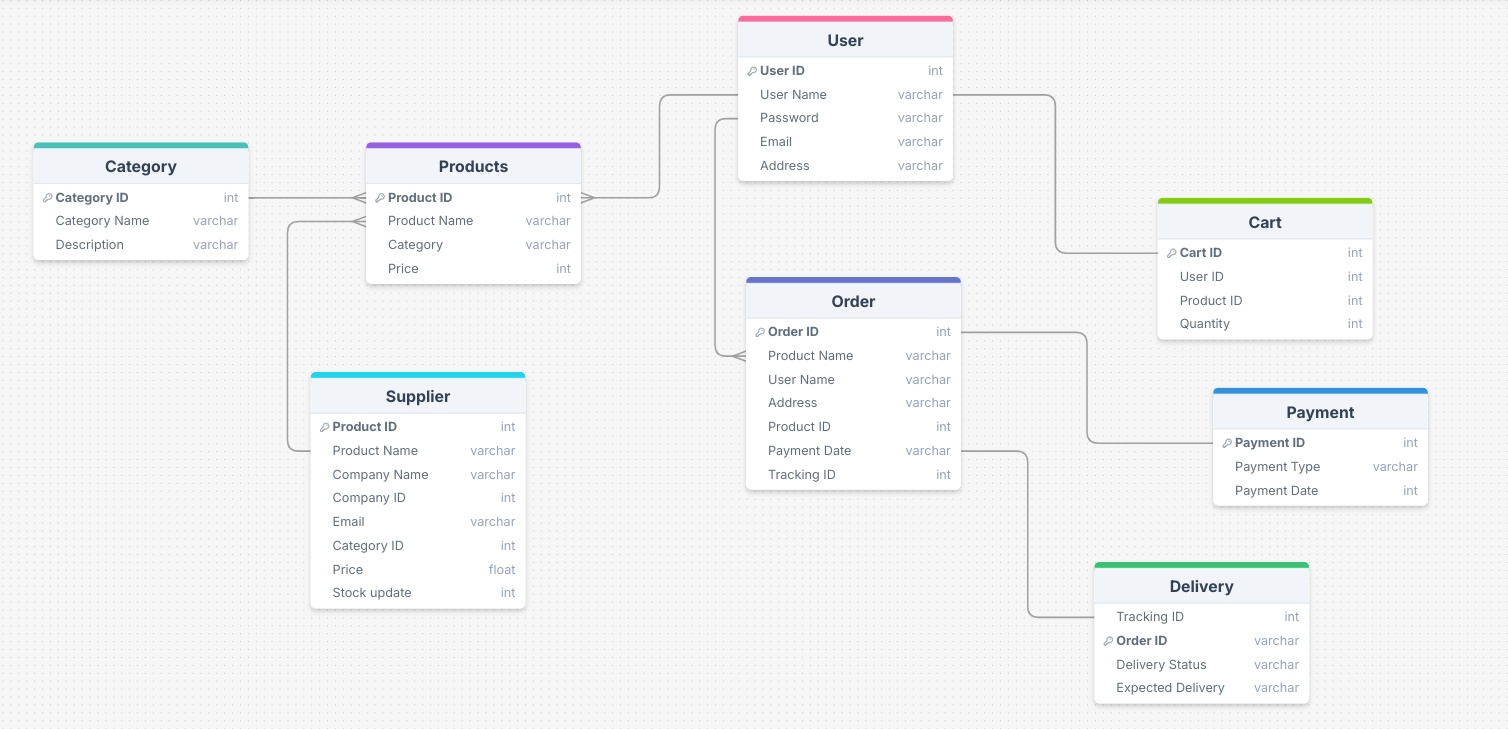 User
User ID int
User Name varchar
Password varchar
Email varchar
Address varchar
Category
Category ID int
Category Name varchar
Description varchar
Products
Product ID int
Product Name varchar
Category varchar
Price int
Cart
Cart ID int
User ID int
Product ID int
Quantity int
Order
Order ID int
Product Name varchar
User Name varchar
Address varchar
Product ID int
Payment Date varchar
Tracking ID int
Supplier
Product ID int
Product Name varchar
Company Name varchar
Company ID int
Email varchar
Category ID int
Price float
Stock update int
Payment
Payment ID int
Payment Type varchar
Payment Date int
Delivery
Tracking ID int
Order ID varchar
Delivery Status varchar
Expected Delivery varchar